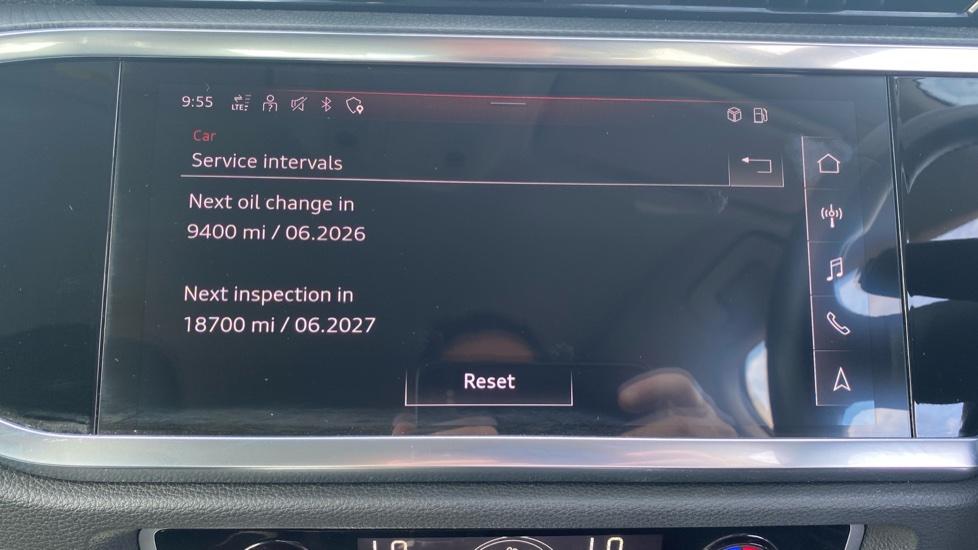 9:55
LTE
Car
Service intervals
Next oil change in
9400 mi / 06.2026
Next inspection in
18700 mi / 06.2027
Reset